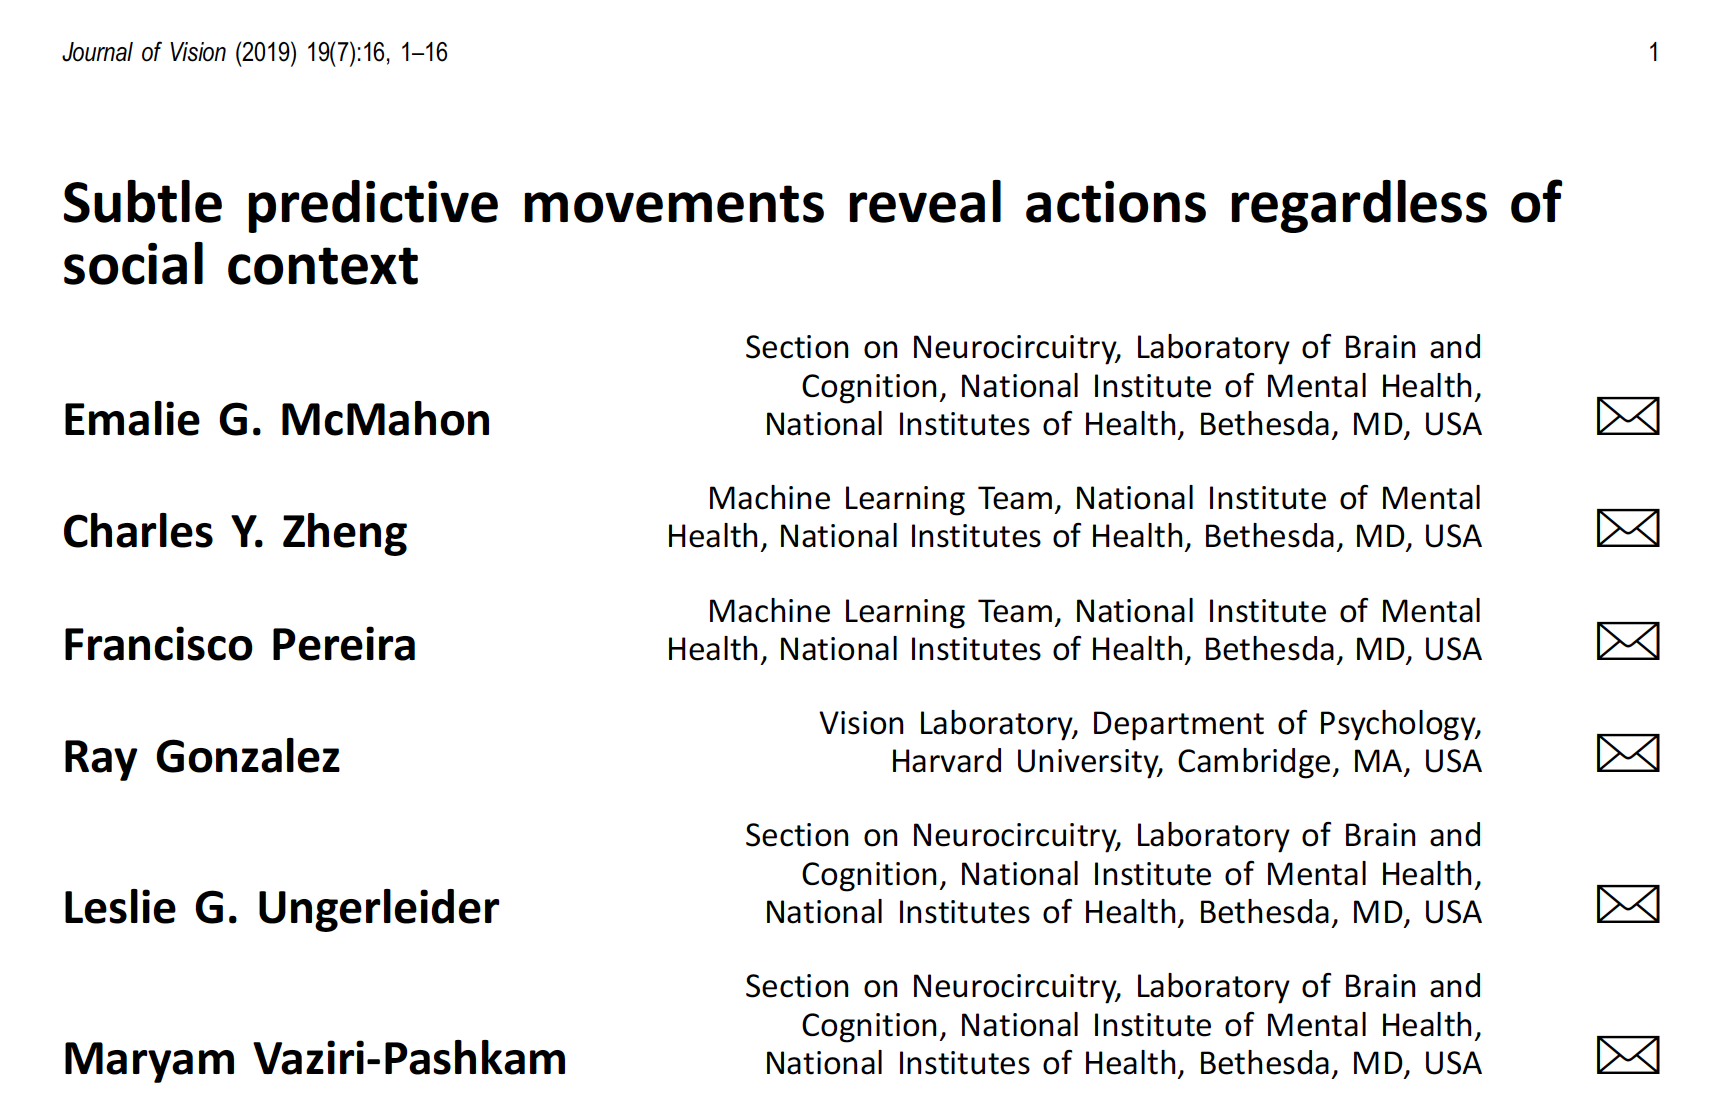 Journal of Vision (2019) 19(7):16, 1–16 1
Subtle predictive movements reveal actions regardless of
social context
Emalie G. McMahon
Section on Neurocircuitry, Laboratory of Brain and
Cognition, National Institute of Mental Health,
National Institutes of Health, Bethesda, MD, USA
Charles Y. Zheng
Machine Learning Team, National Institute of Mental
Health, National Institutes of Health, Bethesda, MD, USA
Francisco Pereira
Machine Learning Team, National Institute of Mental
Health, National Institutes of Health, Bethesda, MD, USA
Ray Gonzalez
Vision Laboratory, Department of Psychology,
Harvard University, Cambridge, MA, USA
Leslie G. Ungerleider
Section on Neurocircuitry, Laboratory of Brain and
Cognition, National Institute of Mental Health,
National Institutes of Health, Bethesda, MD, USA
Maryam Vaziri-Pashkam
Section on Neurocircuitry, Laboratory of Brain and
Cognition, National Institute of Mental Health,
National Institutes of Health, Bethesda, MD, USA